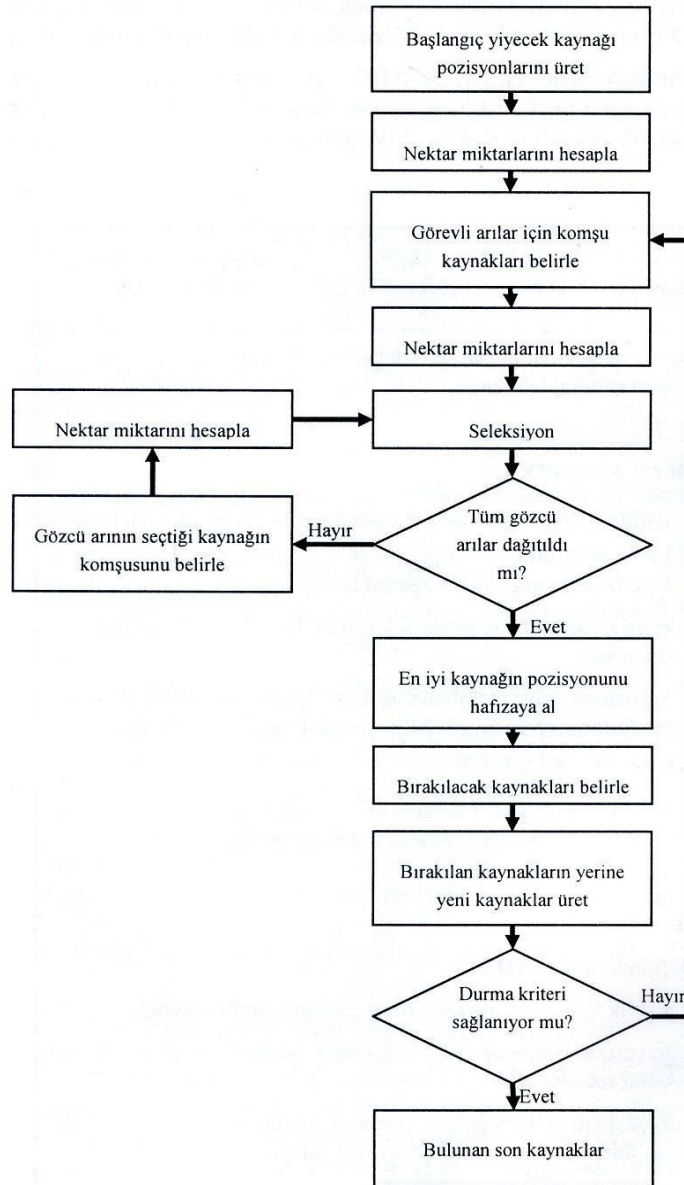 Başlangıç yiyecek kaynağı
pozisyonlarını üret
Nektar miktarlarını hesapla
Görevli arılar için komşu
kaynakları belirle
Nektar miktarlarını hesapla
Nektar miktarını hesapla
Seleksiyon
Gözcü arının seçtiği kaynağın
komşusunu belirle
Hayır
Tüm gözcü
arılar dağıtıldı
mı?
Evet
En iyi kaynağın pozisyonunu
hafızaya al
Bırakılacak kaynakları belirle
Bırakılan kaynakların yerine
yeni kaynaklar üret
Durma kriteri
sağlanıyor mu?
Hayır
Evet
Bulunan son kaynaklar